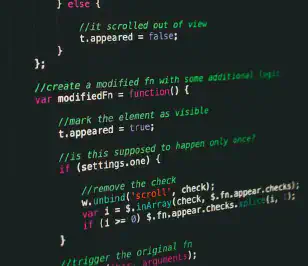 } else {
//it scrolled out of view
t.appeared = false;
}
};
//create a modified fn with some additional logic
var modifiedFn = function() {
//mark the element as visible
t.appeared = true;
//is this supposed to happen only once?
if (settings.one) {
//remove the check
w.unbind('scroll', check);
var i = $.inArray(check, $.fn.appear.checks);
if (i >= 0) $.fn.appear.checks.splice(i, 1);
}
//trigger the original fn
arguments);